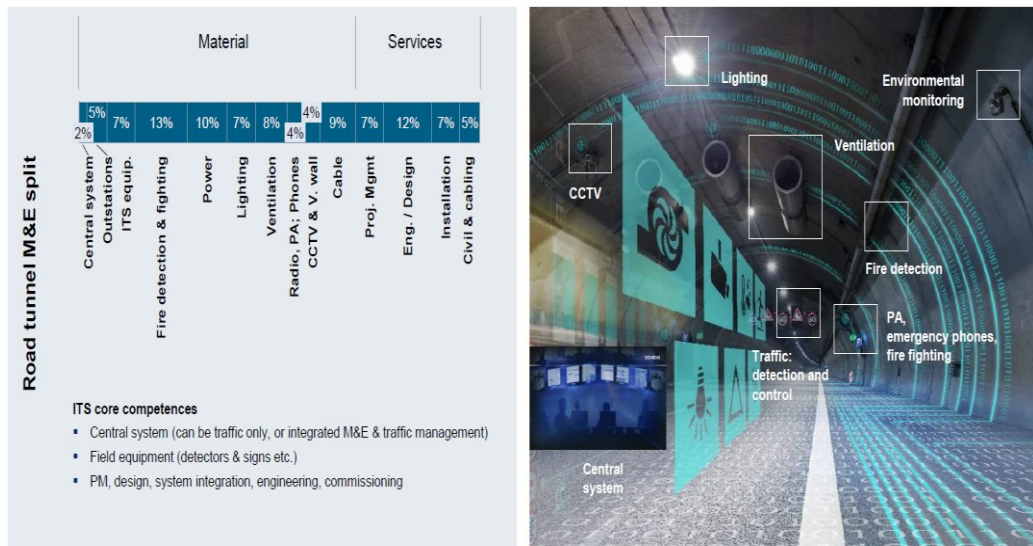 Material
Services
2%
5%
7%
13%
10%
7%
8%
4%
4%
9%
7%
12%
7%
5%
Road tunnel M&E split
Central system
Outstations
ITS equip.
Fire detection & fighting
Power
Lighting
Ventilation
Radio, PA; Phones
CCTV & V. wall
Cable
Proj. Mgmt
Eng. / Design
Installation
Civil & cabling
ITS core competences
▪ Central system (can be traffic only, or integrated M&E & traffic management)
▪ Field equipment (detectors & signs etc.)
▪ PM, design, system integration, engineering, commissioning
Lighting
Environmental
monitoring
Ventilation
CCTV
Fire detection
PA,
emergency phones,
fire fighting
Traffic:
detection and
control
Central
system